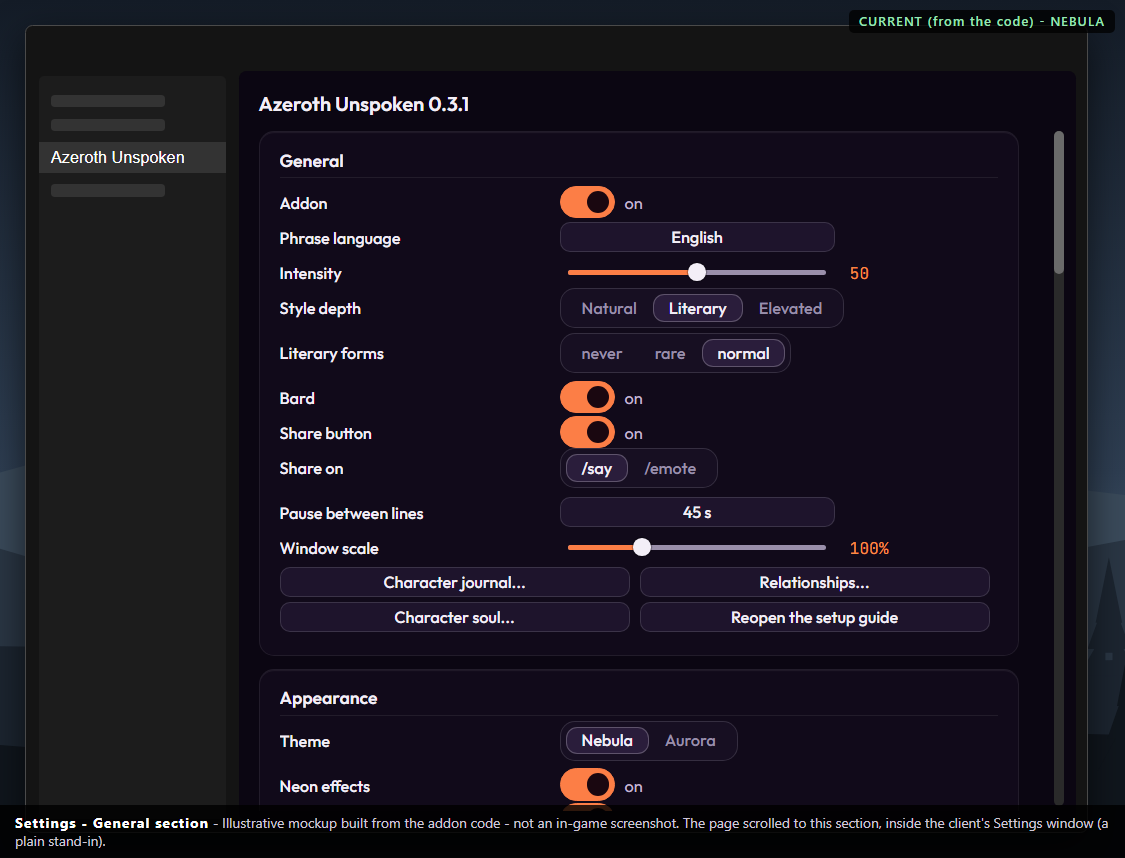 CURRENT (from the code) - NEBULA
Azeroth Unspoken
Azeroth Unspoken 0.3.1
General
Addon on
Phrase language English
Intensity 50
Style depth Natural Literary Elevated
Literary forms never rare normal
Bard on
Share button on
Share on /say /emote
Pause between lines 45 s
Window scale 100%
Character journal... Relationships...
Character soul... Reopen the setup guide
Appearance
Theme Nebula Aurora
Neon effects on
Settings - General section - Illustrative mockup built from the addon code - not an in-game screenshot. The page scrolled to this section, inside the client's Settings window (a
plain stand-in).